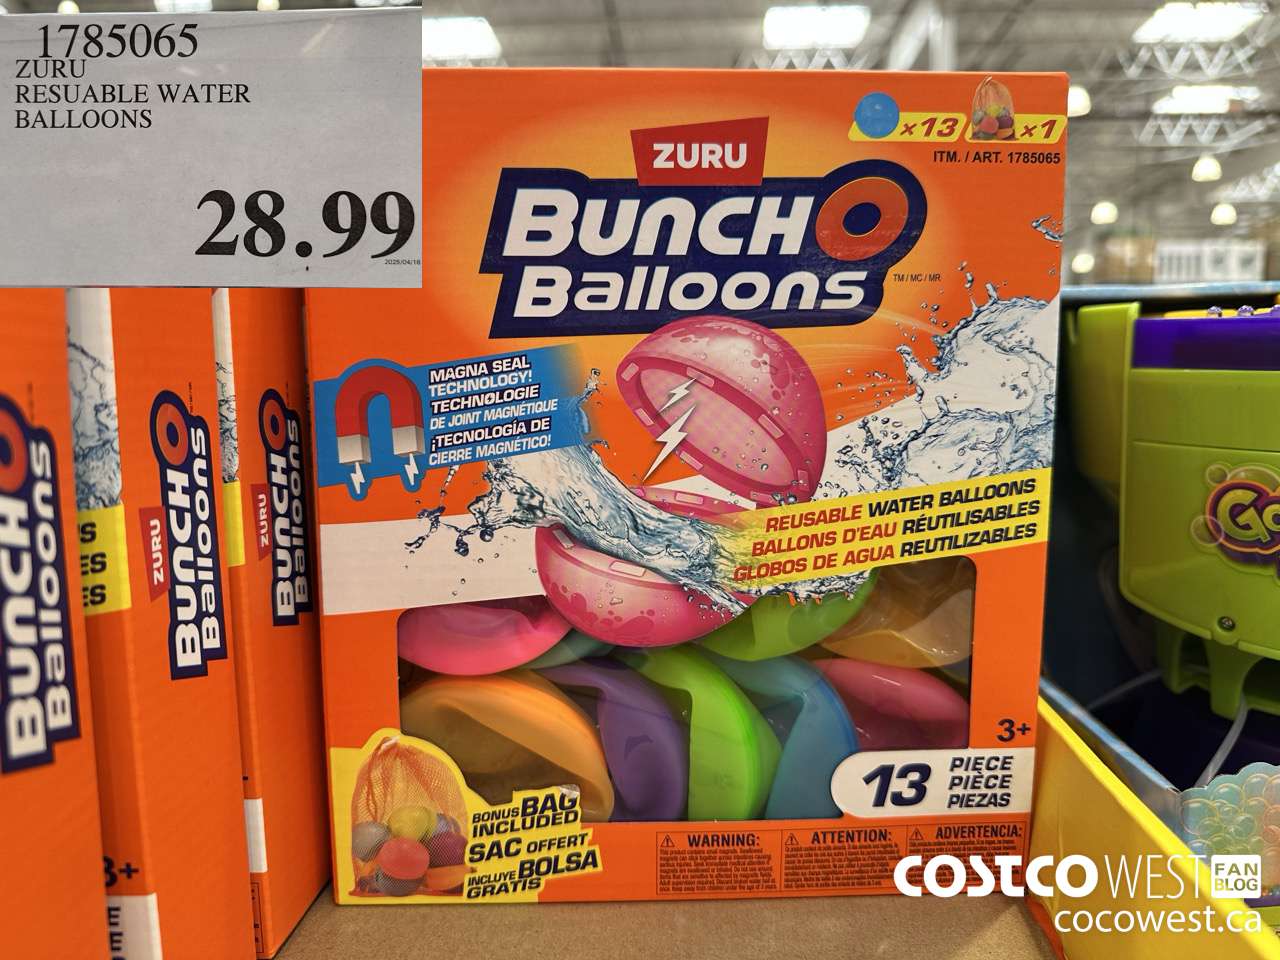 1785065
ZURU
RESUABLE WATER
BALLOONS
28.99
2025/04/16
x13
x1
ITM. / ART. 1785065
ZURU
BUNCH O
Balloons
TM / MC / MR
MAGNA SEAL
TECHNOLOGY!
TECHNØLOGIE
DE JOINT MAGNÉTIQUE
¡TECNOLOGÍA DE
CIERRE MAGNÉTICO!
REUSABLE WATER BALLOONS
BALLONS D'EAU RÉUTILISABLES
GLOBOS DE AGUA REUTILIZABLES
3+
13 PIECE
PIÈCE
PIEZAS
BONUS BAG
INCLUDED
SAC OFFERT
INCLUYE BOLSA
GRATIS
WARNING:
ATTENTION:
ADVERTENCIA:
BUNCH O
Balloons
ZURU
BUNCH O
Balloons
ZURU
BUNCH O
Balloons
3+
COSTCO WEST FAN
BLOG
cocowest.ca